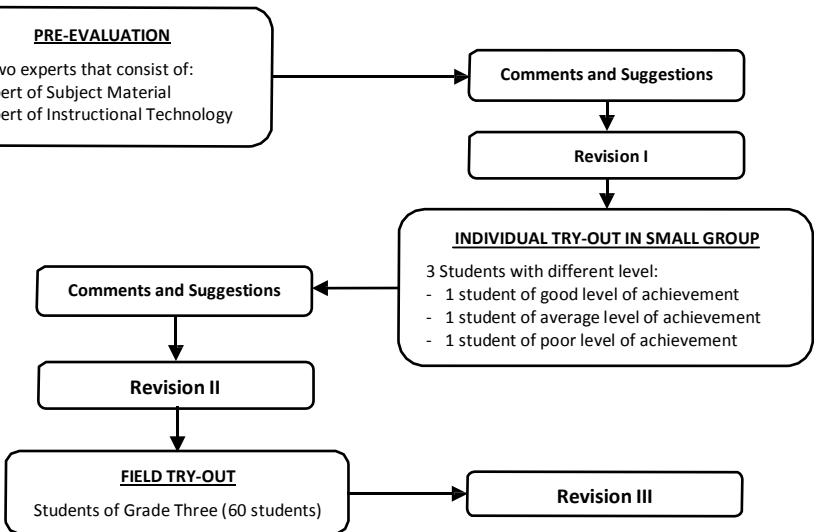 PRE-EVALUATION
wo experts that consist of:
pert of Subject Material
pert of Instructional Technology
Comments and Suggestions
Revision I
INDIVIDUAL TRY-OUT IN SMALL GROUP
3 Students with different level:
- 1 student of good level of achievement
- 1 student of average level of achievement
- 1 student of poor level of achievement
Comments and Suggestions
Revision II
FIELD TRY-OUT
Students of Grade Three (60 students)
Revision III